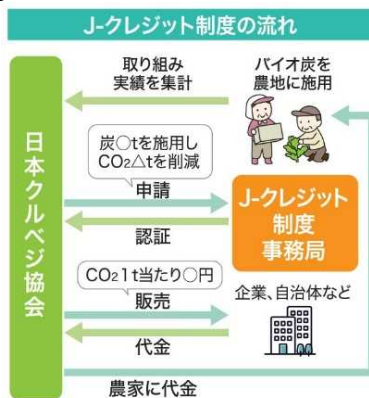 J-クレジット制度の流れ
取り組み
実績を集計
バイオ炭を
農地に施用
日本クルベジ協会
炭○tを施用し
CO₂△tを削減
申請
J-クレジット
制度
事務局
認証
CO₂1t当たり○円
販売
企業、自治体など
代金
農家に代金